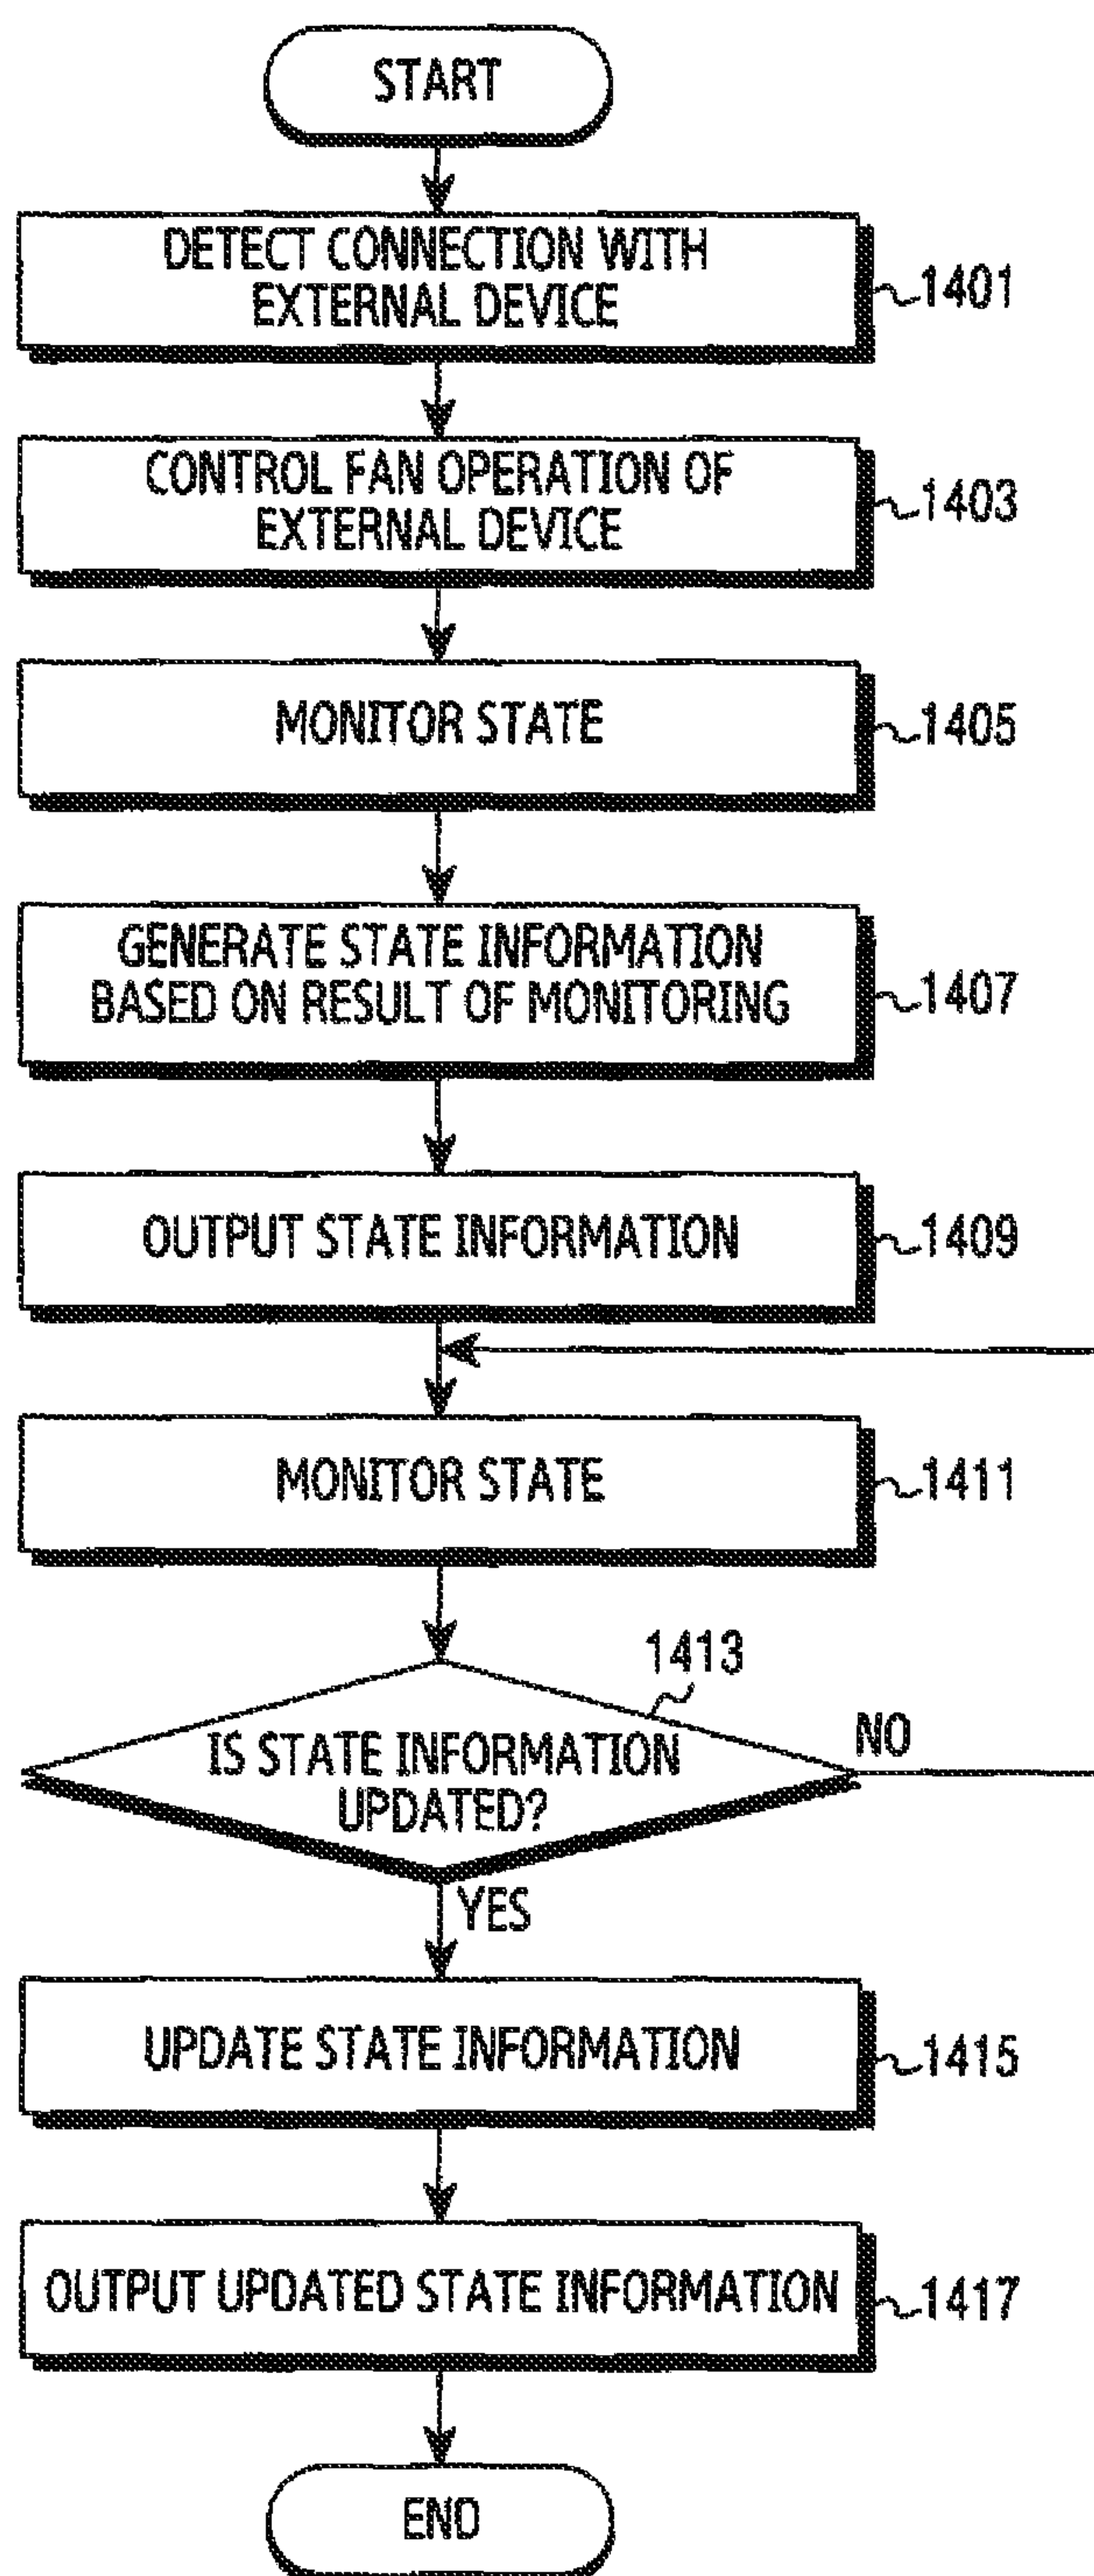 START
DETECT CONNECTION WITH
EXTERNAL DEVICE
1401
CONTROL FAN OPERATION OF
EXTERNAL DEVICE
1403
MONITOR STATE
1405
GENERATE STATE INFORMATION
BASED ON RESULT OF MONITORING
1407
OUTPUT STATE INFORMATION
1409
MONITOR STATE
1411
1413
IS STATE INFORMATION
UPDATED?
NO
YES
UPDATE STATE INFORMATION
1415
OUTPUT UPDATED STATE INFORMATION
1417
END